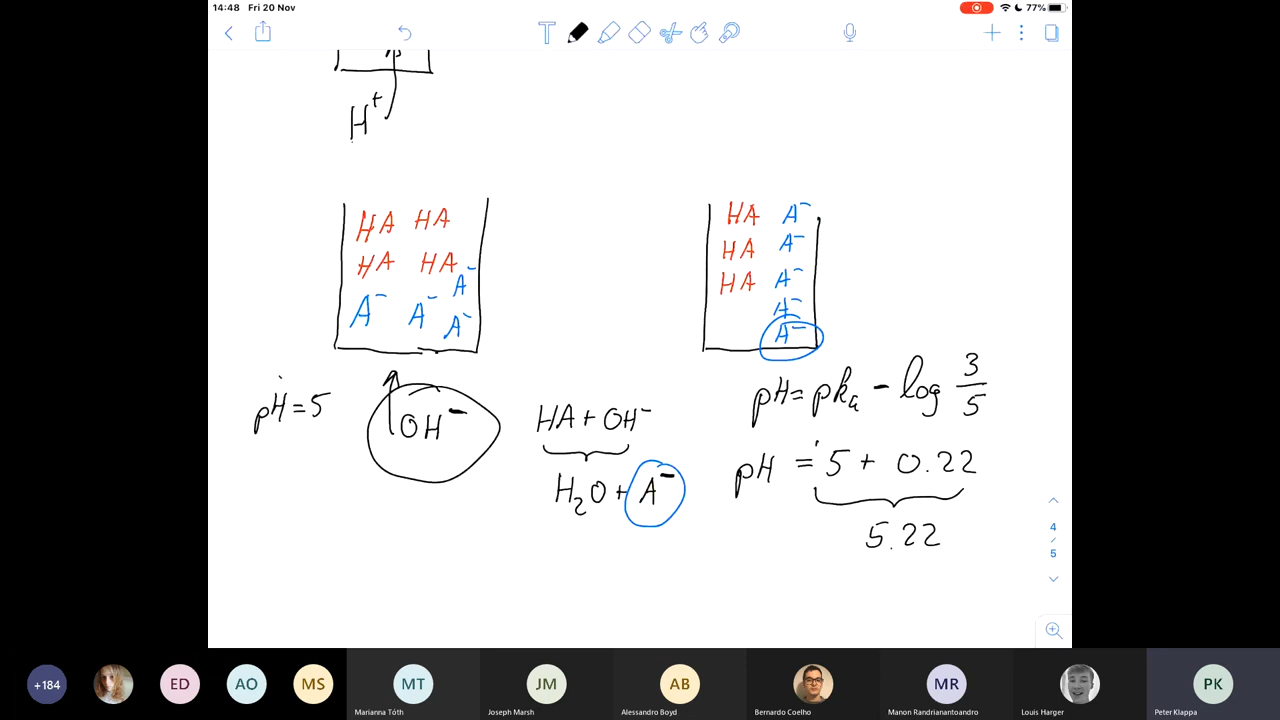 14:48 Fri 20 Nov
77%
T
H⁺
HA HA
HA HA
A⁻
A⁻ A⁻ A⁻
pH = 5
OH⁻
HA + OH⁻
H₂O + A⁻
HA A⁻
HA A⁻
HA A⁻
A⁻
A⁻
pH = pkₐ - log 3/5
pH = 5 + 0.22
5.22
4
/
5
+184
ED
AO
MS
MT
Marianna Tóth
JM
Joseph Marsh
AB
Alessandro Boyd
Bernardo Coelho
MR
Manon Randrianantoandro
Louis Harger
PK
Peter Klappa